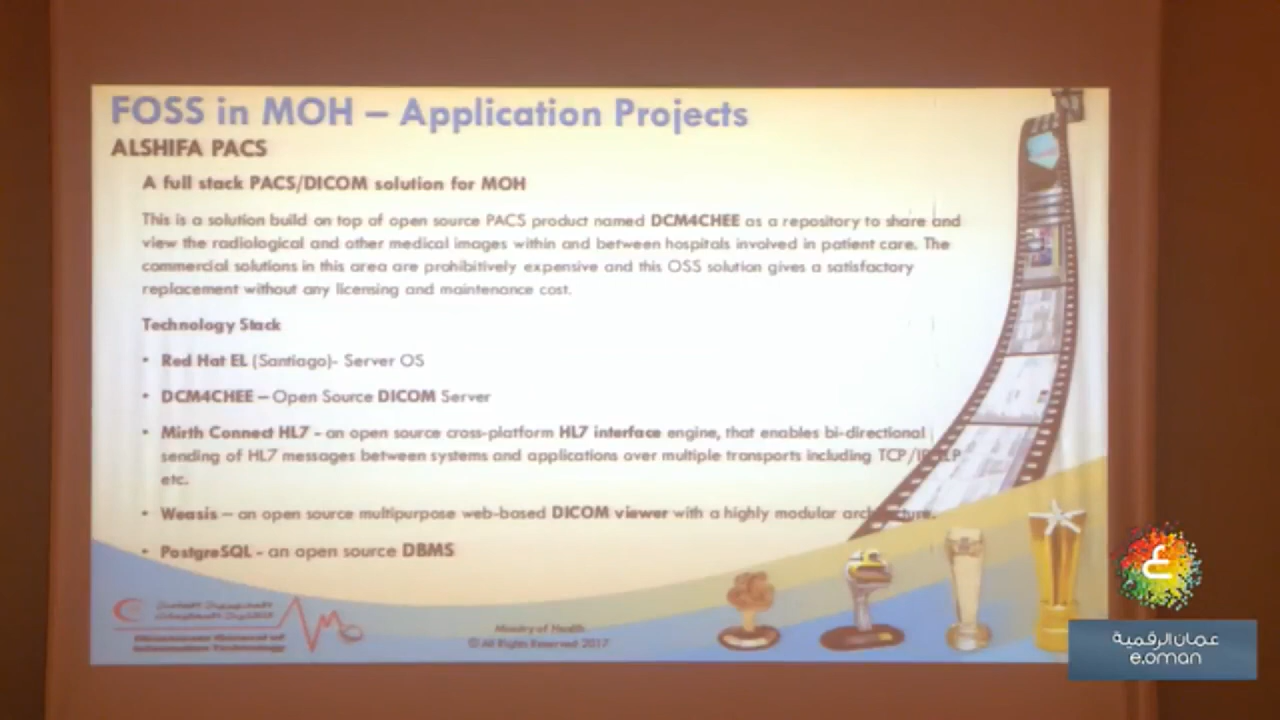 FOSS in MOH – Application Projects
ALSHIFA PACS
A full stack PACS/DICOM solution for MOH
This is a solution build on top of open source PACS product named DCM4CHEE as a repository to share and
view the radiological and other medical images within and between hospitals involved in patient care. The
commercial solutions in this area are prohibitively expensive and this OSS solution gives a satisfactory
replacement without any licensing and maintenance cost.
Technology Stack
• Red Hat EL (Santiago)- Server OS
• DCM4CHEE – Open Source DICOM Server
• Mirth Connect HL7 - an open source cross-platform HL7 interface engine, that enables bi-directional
sending of HL7 messages between systems and applications over multiple transports including
etc.
• Weasis – an open source multipurpose web-based DICOM viewer with a highly modular
• PostgreSQL - an open source DBMS
Directorate General of
Information Technology
Ministry of Health
© All Rights Reserved 2017
ع
عمان الرقمية
e.oman